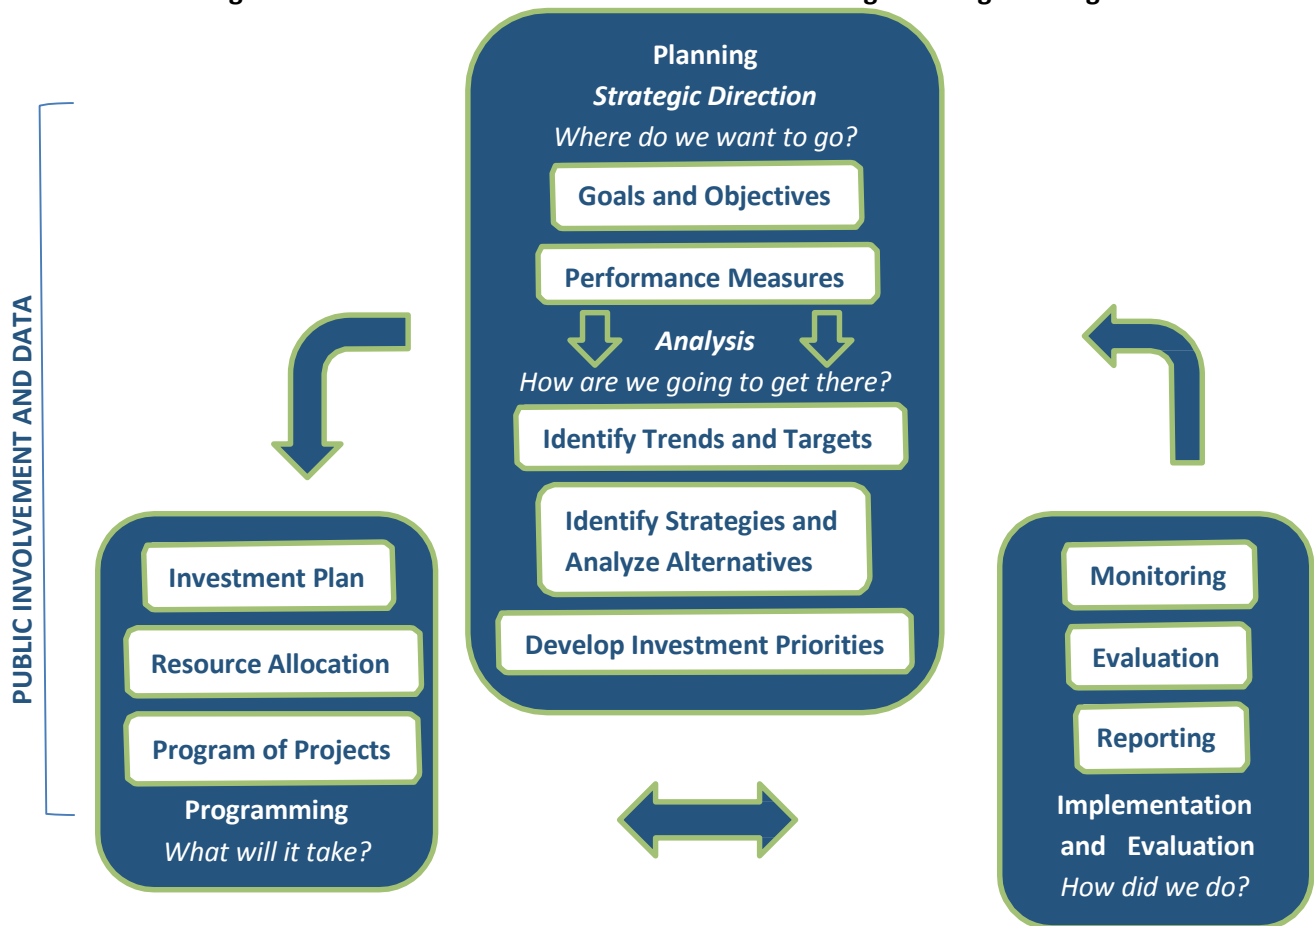 Planning
Strategic Direction
Where do we want to go?
Goals and Objectives
Performance Measures
Analysis
How are we going to get there?
Identify Trends and Targets
Identify Strategies and
Analyze Alternatives
Develop Investment Priorities
PUBLIC INVOLVEMENT AND DATA
Investment Plan
Resource Allocation
Program of Projects
Programming
What will it take?
Monitoring
Evaluation
Reporting
Implementation
and Evaluation
How did we do?